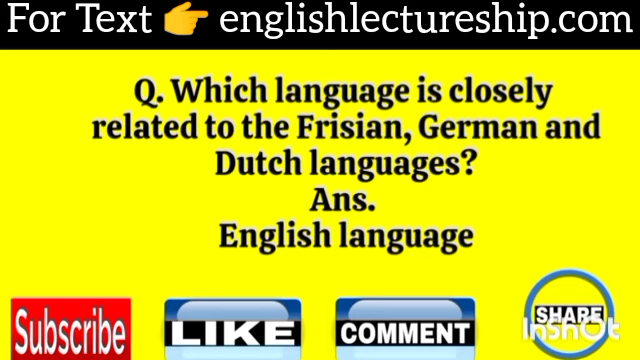 For Text 👉 englishlectureship.com
Q. Which language is closely
related to the Frisian, German and
Dutch languages?
Ans.
English language
Subscribe
LIKE
COMMENT
SHARE
InShOt